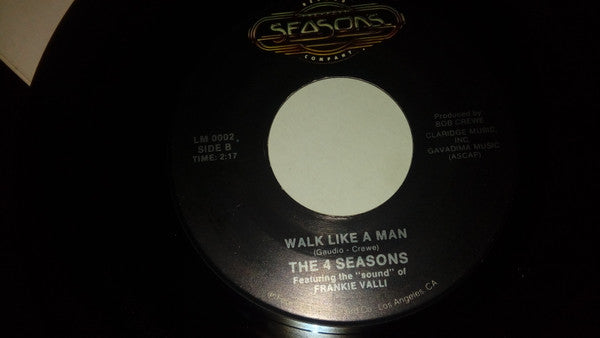 SEASONS
COMPANY
LM 0002
SIDE B
TIME: 2:17
Produced by
BOB CREWE
CLARIDGE MUSIC,
INC.
GAVADIMA MUSIC
(ASCAP)
WALK LIKE A MAN
(Gaudio - Crewe)
THE 4 SEASONS
Featuring the "sound" of
FRANKIE VALLI
Co., Los Angeles, CA